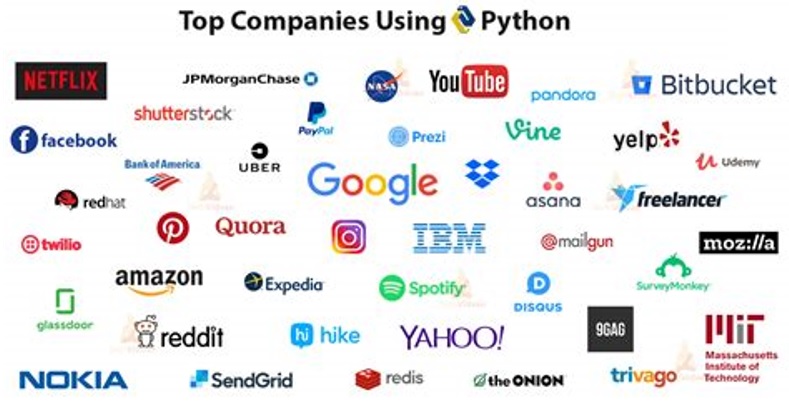 Top Companies Using Python
NETFLIX
JPMorganChase
NASA
YouTube
pandora
Bitbucket
shutterstock
PayPal
facebook
Prezi
Vine
yelp
Udemy
Bank of America
UBER
Google
asana
freelancer
redhat
Quora
IBM
@mailgun
moz://a
twilio
amazon
Expedia
Spotify
DISQUS
SurveyMonkey
glassdoor
reddit
hi hike
YAHOO!
9GAG
MIT
Massachusetts
Institute of
Technology
NOKIA
SendGrid
redis
the ONION
trivago